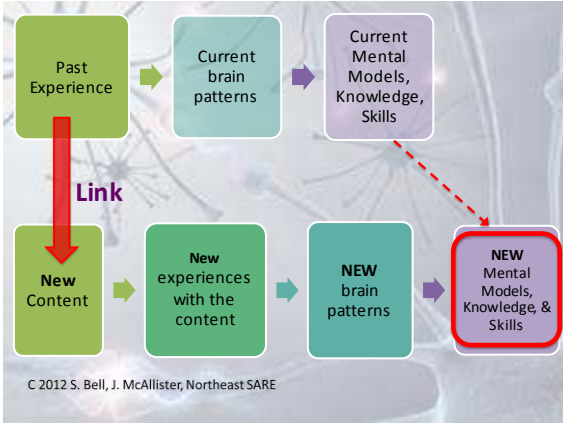 Past
Experience
Current
brain
patterns
Current
Mental
Models,
Knowledge,
Skills
Link
New
Content
New
experiences
with the
content
NEW
brain
patterns
NEW
Mental
Models,
Knowledge, &
Skills
C 2012 S. Bell, J. McAllister, Northeast SARE